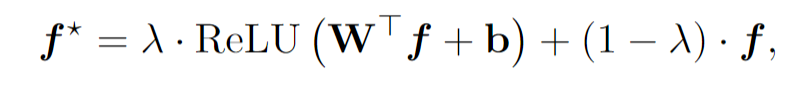 f⋆ = λ · ReLU (W⊤f + b) + (1 − λ) · f,